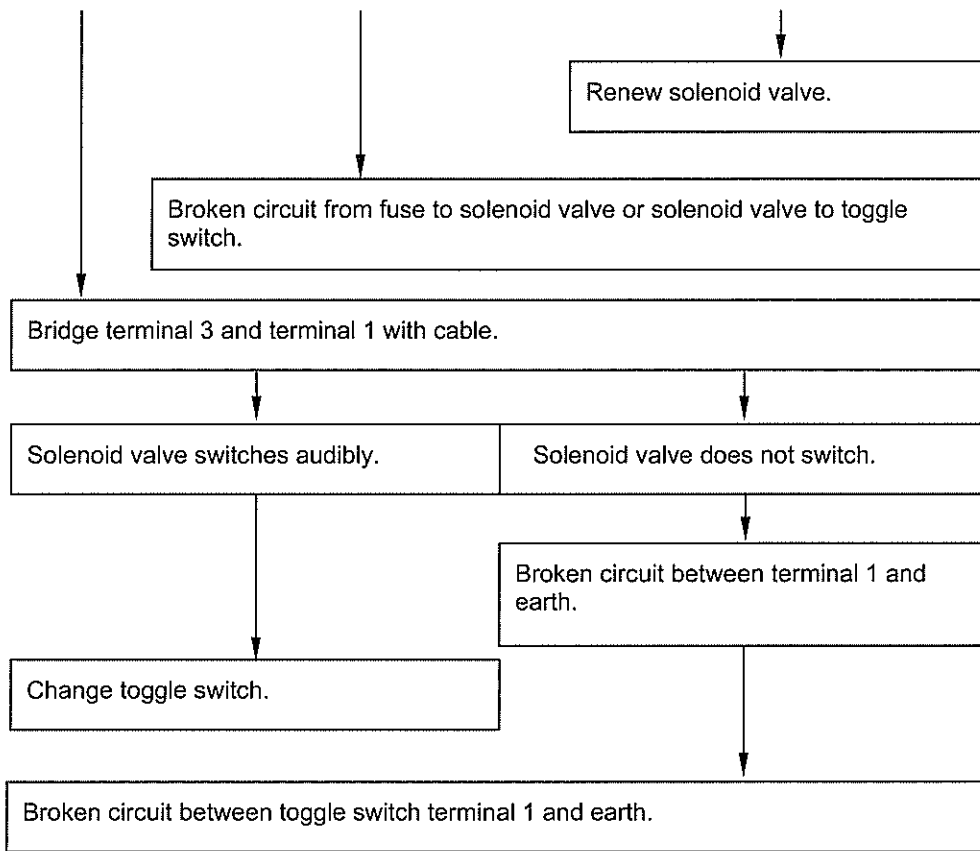 Renew solenoid valve.
Broken circuit from fuse to solenoid valve or solenoid valve to toggle
switch.
Bridge terminal 3 and terminal 1 with cable.
Solenoid valve switches audibly.
Solenoid valve does not switch.
Broken circuit between terminal 1 and
earth.
Change toggle switch.
Broken circuit between toggle switch terminal 1 and earth.